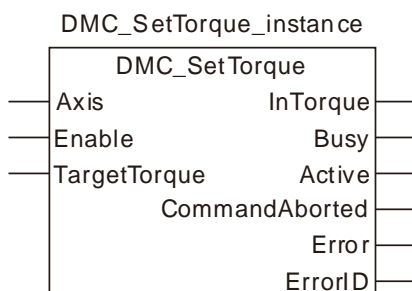 DMC_SetTorque_instance
DMC_SetTorque
Axis InTorque
Enable Busy
TargetTorque Active
CommandAborted
Error
ErrorID